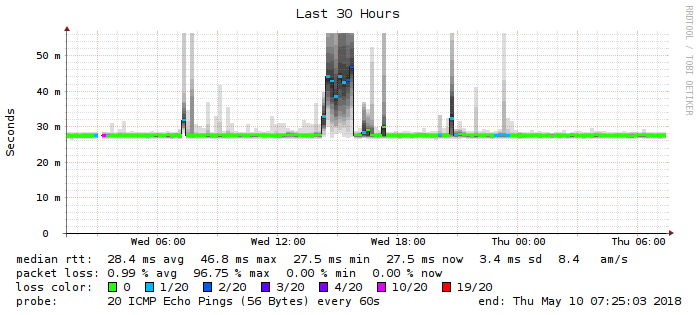 Last 30 Hours
RRDTOOL / TOBI OETIKER
Seconds
50 m
40 m
30 m
20 m
10 m
0
Wed 06:00 Wed 12:00 Wed 18:00 Thu 00:00 Thu 06:00
median rtt: 28.4 ms avg 46.8 ms max 27.5 ms min 27.5 ms now 3.4 ms sd 8.4 am/s
packet loss: 0.99 % avg 96.75 % max 0.00 % min 0.00 % now
loss color: 0 1/20 2/20 3/20 4/20 10/20 19/20
probe: 20 ICMP Echo Pings (56 Bytes) every 60s end: Thu May 10 07:25:03 2018